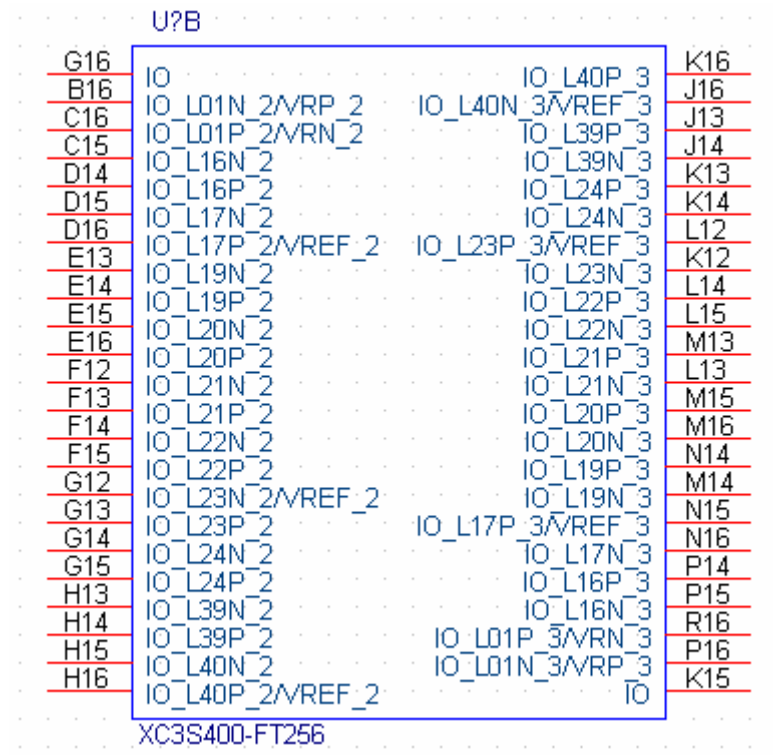 U?B
G16 IO IO_L40P_3 K16
B16 IO_L01N_2/VRP_2 IO_L40N_3/VREF_3 J16
C16 IO_L01P_2/VRN_2 IO_L39P_3 J13
C15 IO_L16N_2 IO_L39N_3 J14
D14 IO_L16P_2 IO_L24P_3 K13
D15 IO_L17N_2 IO_L24N_3 K14
D16 IO_L17P_2/VREF_2 IO_L23P_3/VREF_3 L12
E13 IO_L19N_2 IO_L23N_3 K12
E14 IO_L19P_2 IO_L22P_3 L14
E15 IO_L20N_2 IO_L22N_3 L15
E16 IO_L20P_2 IO_L21P_3 M13
F12 IO_L21N_2 IO_L21N_3 L13
F13 IO_L21P_2 IO_L20P_3 M15
F14 IO_L22N_2 IO_L20N_3 M16
F15 IO_L22P_2 IO_L19P_3 N14
G12 IO_L23N_2/VREF_2 IO_L19N_3 M14
G13 IO_L23P_2 IO_L17P_3/VREF_3 N15
G14 IO_L24N_2 IO_L17N_3 N16
G15 IO_L24P_2 IO_L16P_3 P14
H13 IO_L39N_2 IO_L16N_3 P15
H14 IO_L39P_2 IO_L01P_3/VRN_3 R16
H15 IO_L40N_2 IO_L01N_3/VRP_3 P16
H16 IO_L40P_2/VREF_2 IO K15
XC3S400-FT256